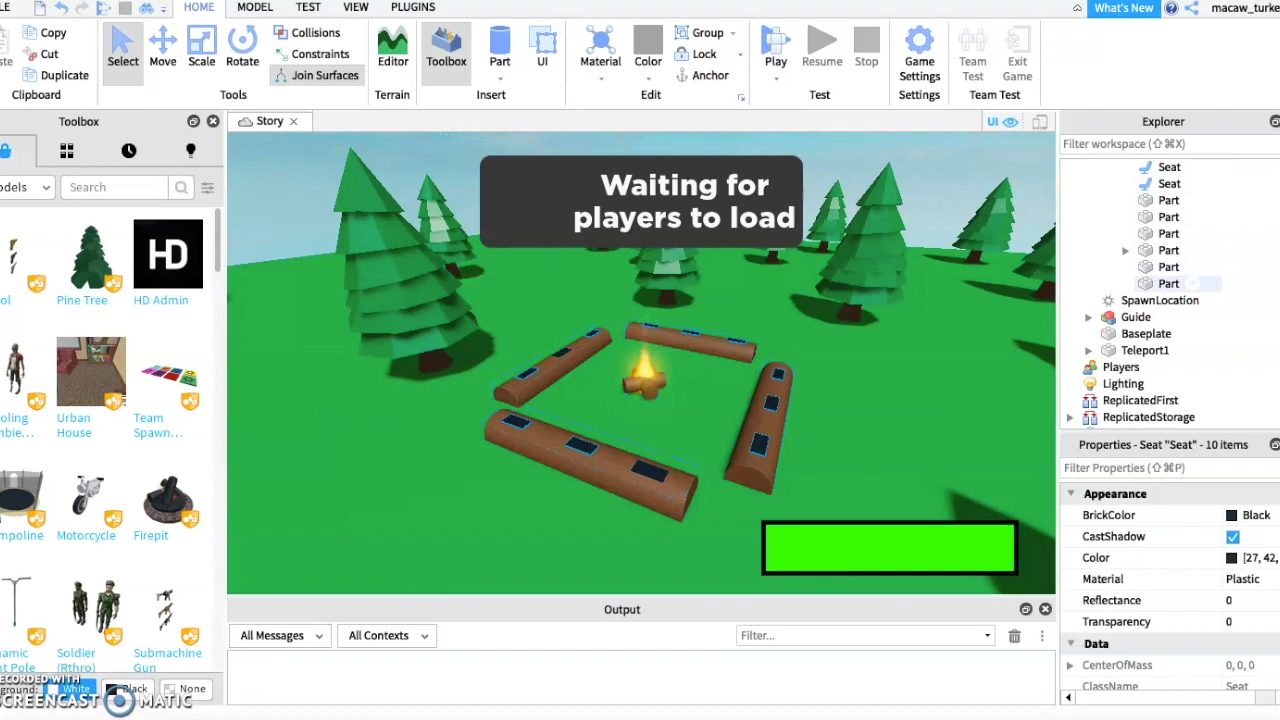 HOME MODEL TEST VIEW PLUGINS What's New
Copy
Cut
Duplicate
Clipboard
Select Move Scale Rotate
Collisions
Constraints
Join Surfaces
Tools
Editor
Terrain
Toolbox Part UI
Insert
Material Color
Group
Lock
Anchor
Edit
Play Resume Stop
Test
Game Settings
Settings
Team Test
Exit Game
Team Test
Toolbox
Search
Pine Tree
HD
HD Admin
Urban House
Team Spawn...
Motorcycle
Firepit
Soldier (Rthro)
Submachine Gun
White Black None
RECORDED WITH
SCREENCAST MATIC
Story
UI
Waiting for
players to load
Output
All Messages All Contexts Filter...
Explorer
Filter workspace (⇧⌘X)
Seat
Seat
Part
Part
Part
Part
Part
Part
SpawnLocation
Guide
Baseplate
Teleport1
Players
Lighting
ReplicatedFirst
ReplicatedStorage
Properties - Seat "Seat" - 10 items
Filter Properties (⇧⌘P)
Appearance
BrickColor Black
CastShadow
Color [27, 42,
Material Plastic
Reflectance 0
Transparency 0
Data
CenterOfMass 0, 0, 0
ClassName Seat